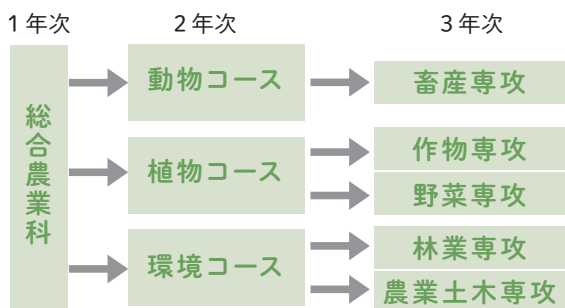 1年次
2年次
3年次
総合農業科
動物コース
畜産専攻
植物コース
作物専攻
野菜専攻
環境コース
林業専攻
農業土木専攻